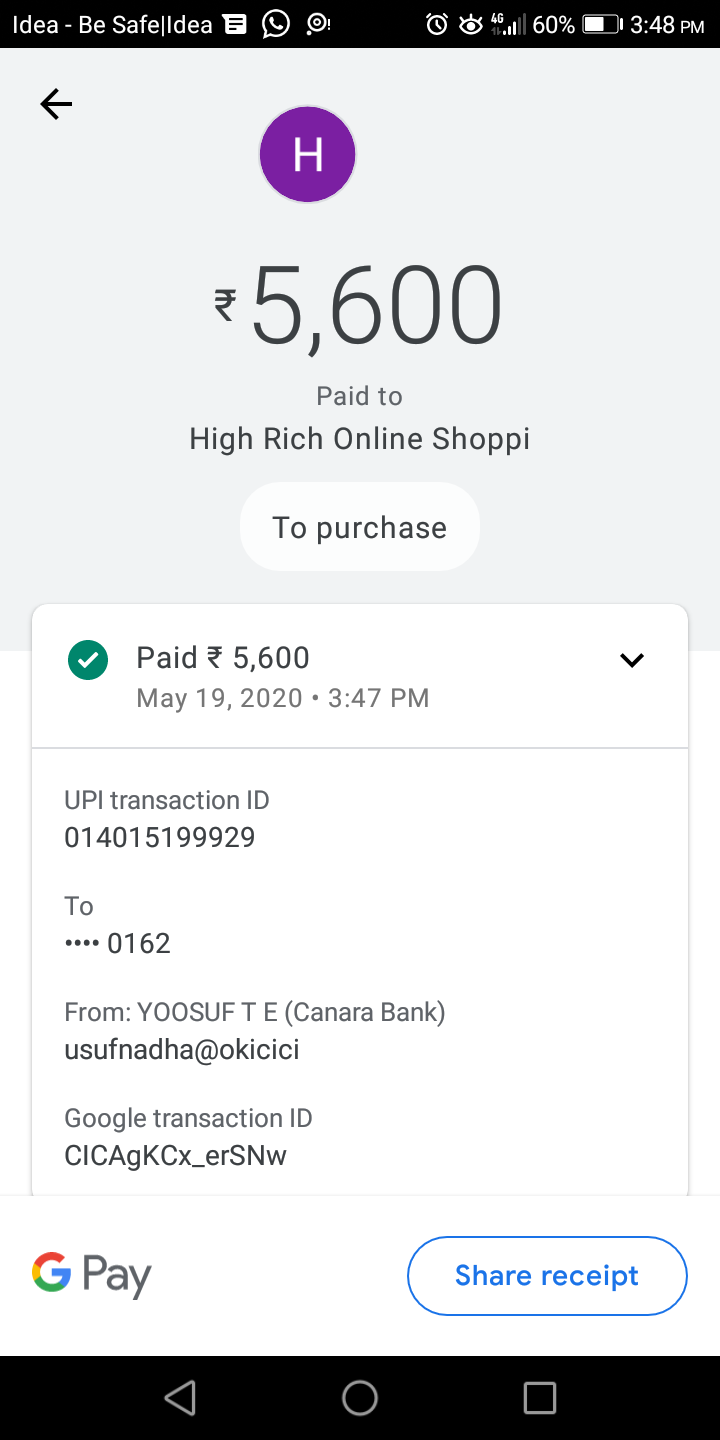 Idea - Be Safe|Idea 4G 60% 3:48 PM
H
₹5,600
Paid to
High Rich Online Shoppi
To purchase
Paid ₹ 5,600
May 19, 2020 • 3:47 PM
UPI transaction ID
014015199929
To
•••• 0162
From: YOOSUF T E (Canara Bank)
usufnadha@okicici
Google transaction ID
CICAgKCx_erSNw
G Pay
Share receipt